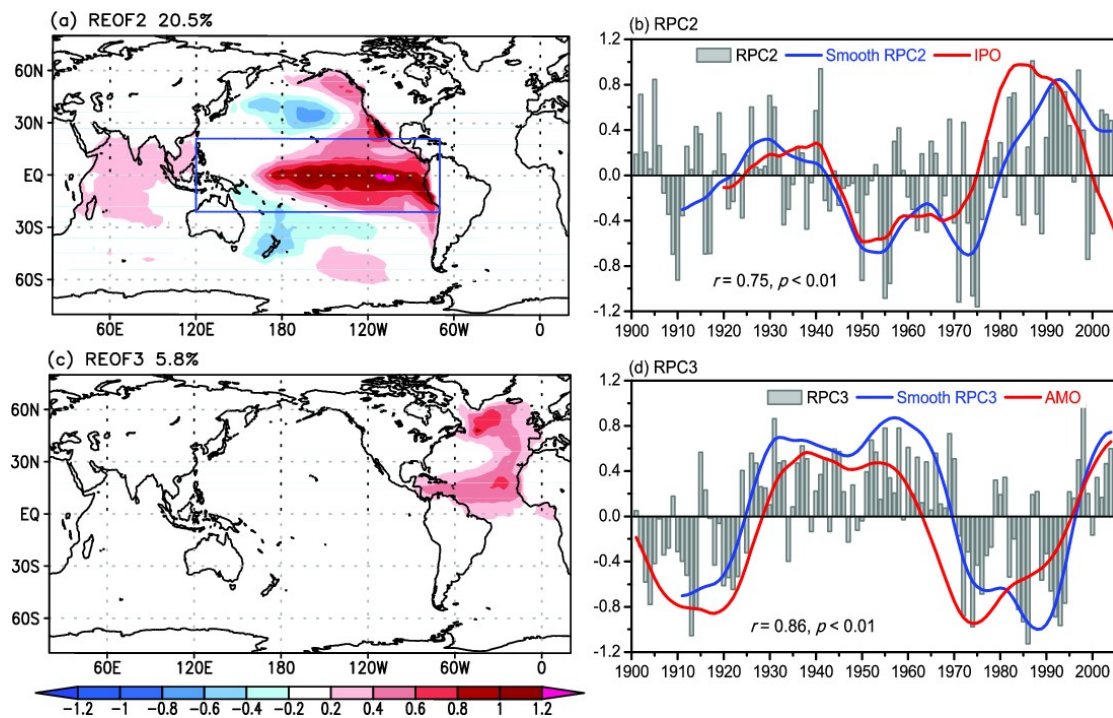 (a) REOF2 20.5%
60N
30N
EQ
30S
60S
60E 120E 180 120W 60W 0
(b) RPC2
RPC2 Smooth RPC2 IPO
1.2
0.8
0.4
0.0
-0.4
-0.8
-1.2
r = 0.75, p < 0.01
1900 1910 1920 1930 1940 1950 1960 1970 1980 1990 2000
(c) REOF3 5.8%
60N
30N
EQ
30S
60S
60E 120E 180 120W 60W 0
-1.2 -1 -0.8 -0.6 -0.4 -0.2 0.2 0.4 0.6 0.8 1 1.2
(d) RPC3
RPC3 Smooth RPC3 AMO
1.2
0.8
0.4
0.0
-0.4
-0.8
-1.2
r = 0.86, p < 0.01
1900 1910 1920 1930 1940 1950 1960 1970 1980 1990 2000